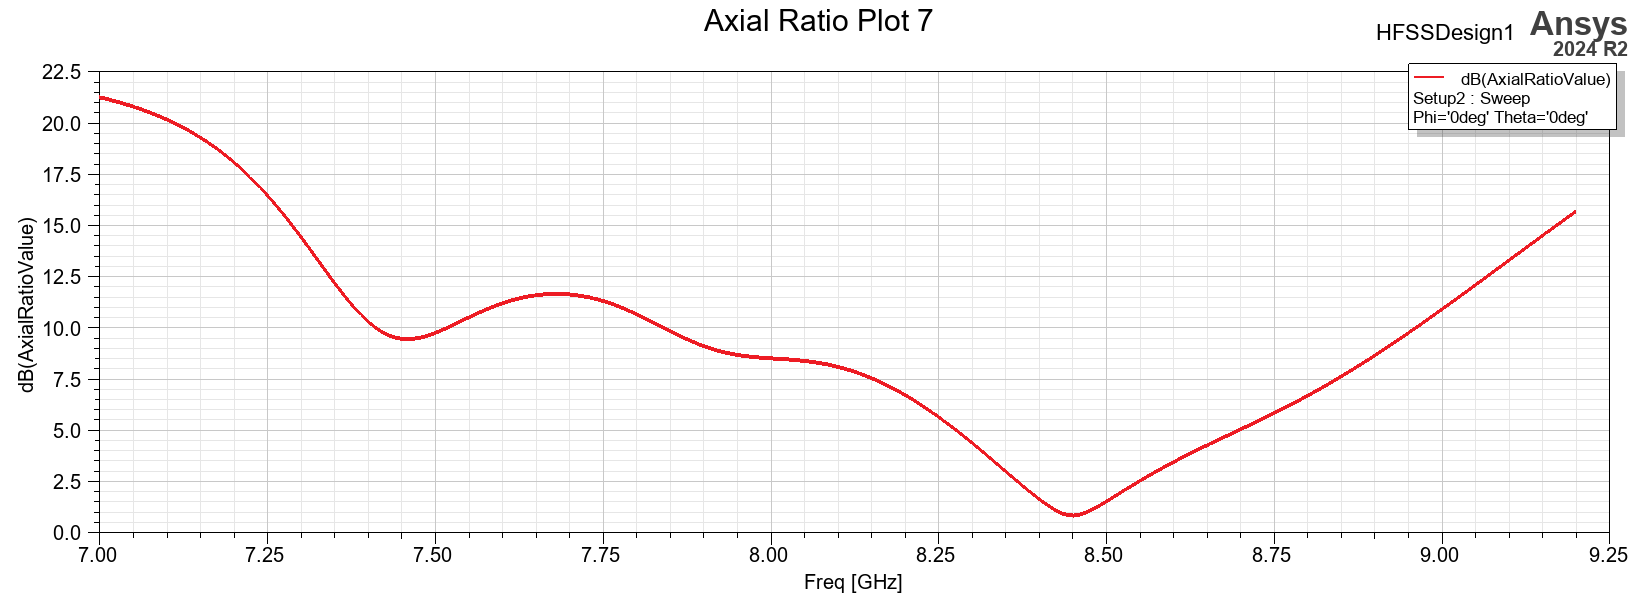 Axial Ratio Plot 7
HFSSDesign1
Ansys
2024 R2
dB(AxialRatioValue)
Setup2 : Sweep
Phi='0deg' Theta='0deg'
22.5
20.0
17.5
15.0
12.5
10.0
7.5
5.0
2.5
0.0
dB(AxialRatioValue)
7.00 7.25 7.50 7.75 8.00 8.25 8.50 8.75 9.00 9.25
Freq [GHz]